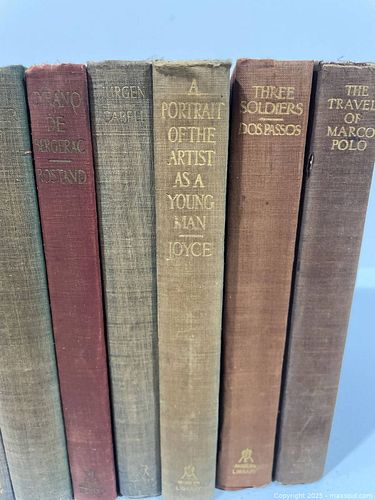 CYRANO
DE
BERGERAC
ROSTAND
JURGEN
CABELL
A
PORTRAIT
OF THE
ARTIST
AS A
YOUNG
MAN
JOYCE
MODERN
LIBRARY
THREE
SOLDIERS
DOS PASSOS
MODERN
LIBRARY
THE
TRAVELS
OF
MARCO
POLO
Copyright 2025 - maxsold.com